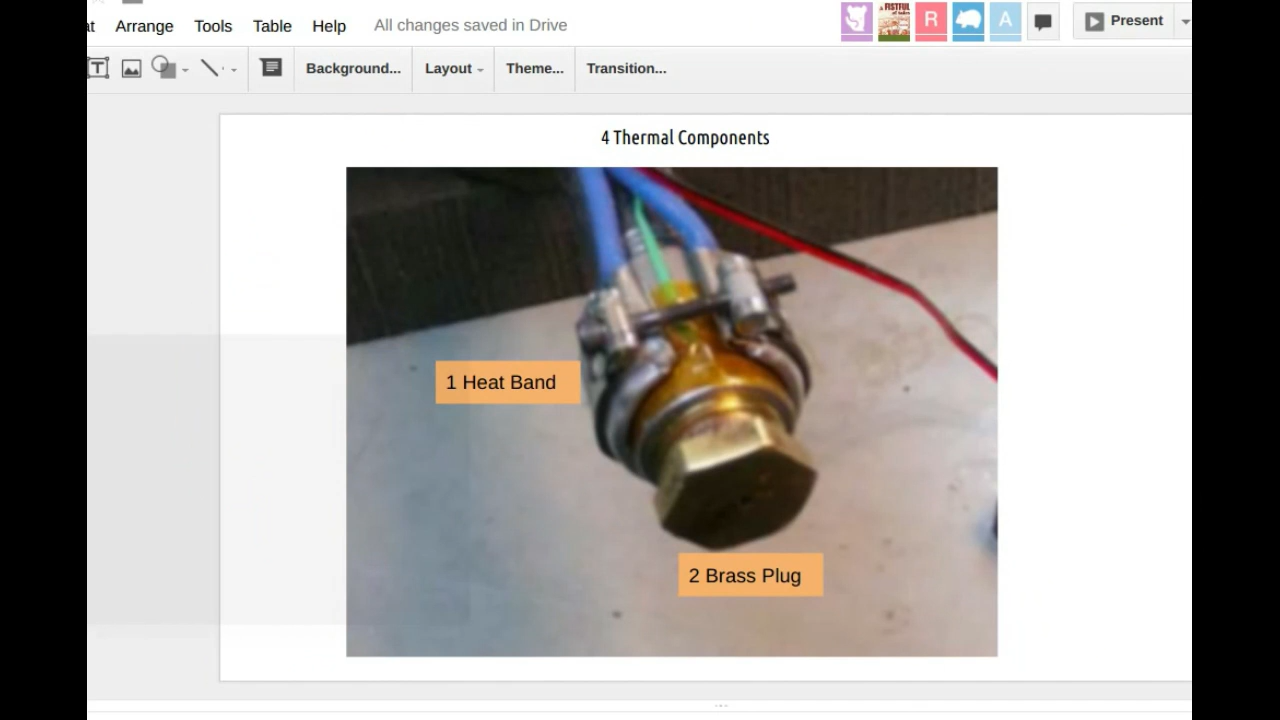 at Arrange Tools Table Help All changes saved in Drive
A FISTFUL
R
A
Present
T
Background... Layout Theme... Transition...
4 Thermal Components
1 Heat Band
2 Brass Plug